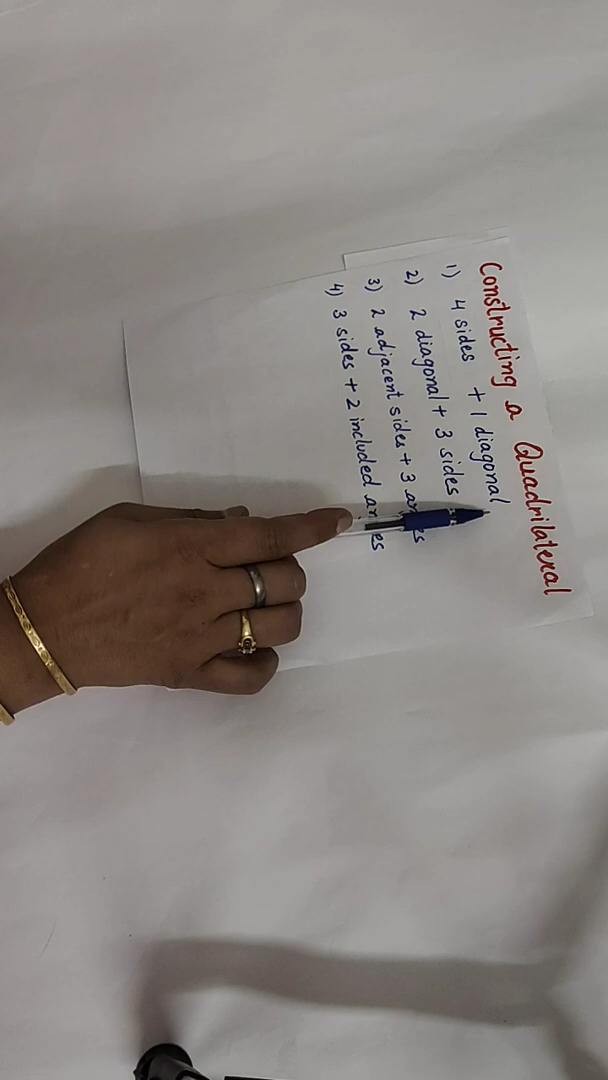 Constructing a Quadrilateral
1) 4 sides + 1 diagonal
2) 2 diagonal + 3 sides
3) 2 adjacent sides + 3
4) 3 sides + 2 included